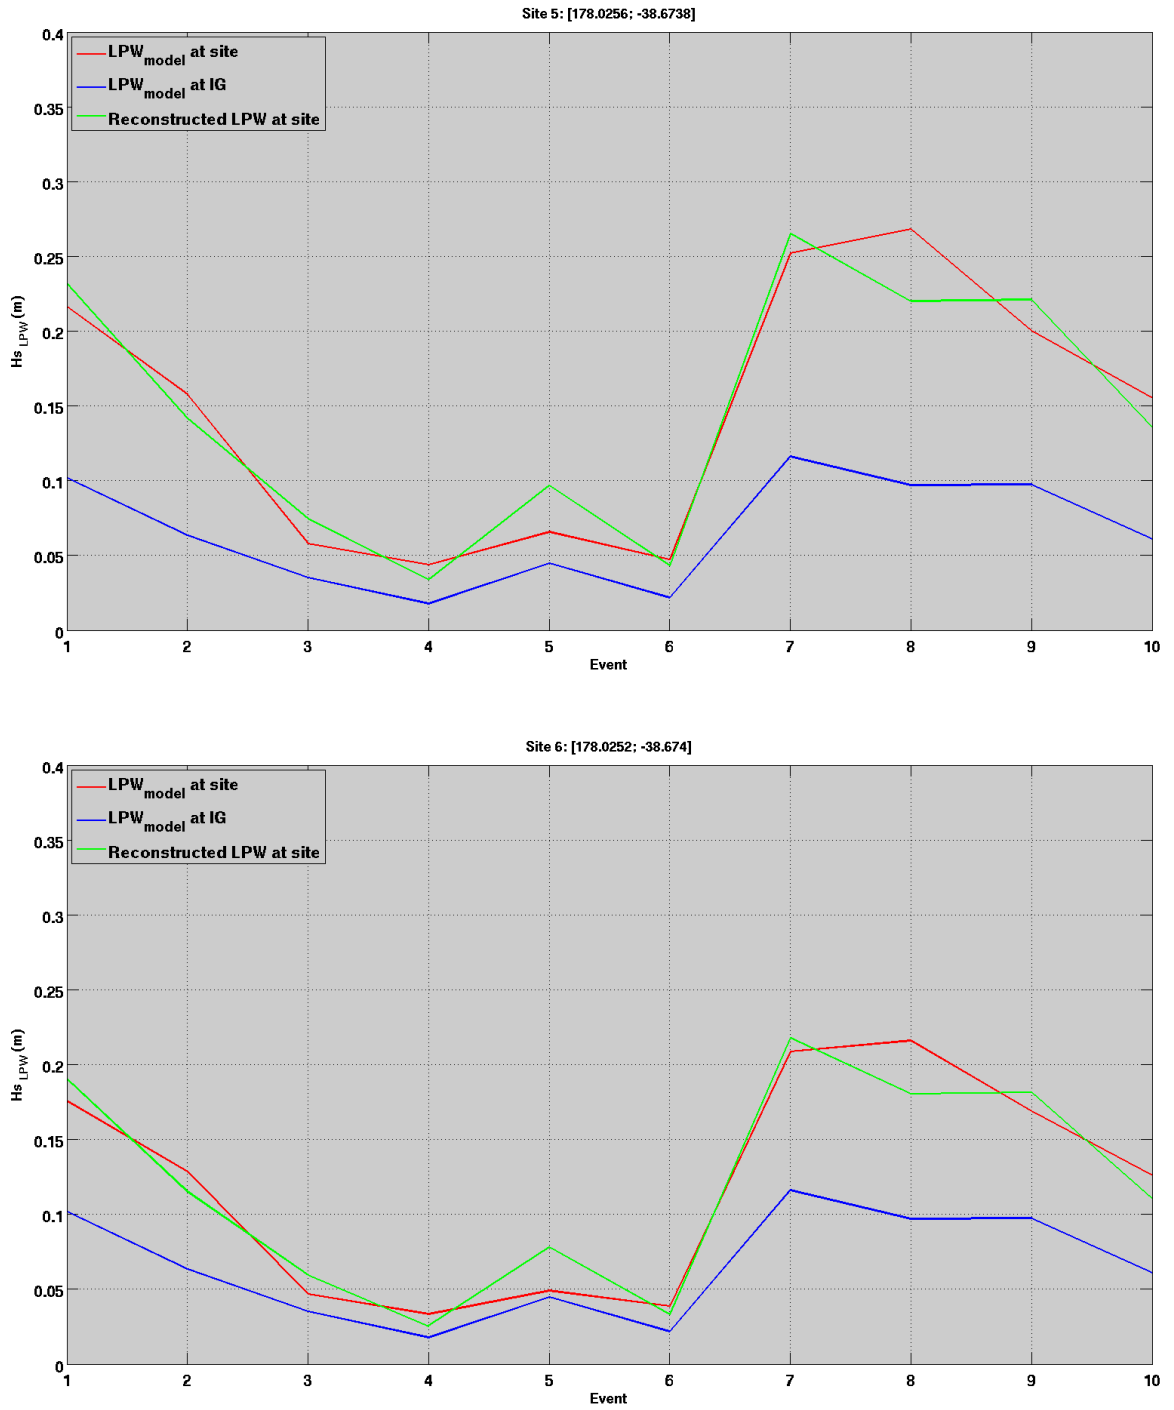 Site 5: [178.0256; -38.6738]
LPWmodel at site
LPWmodel at IG
Reconstructed LPW at site
0.4
0.35
0.3
0.25
0.2
0.15
0.1
0.05
0
Hs LPW (m)
1 2 3 4 5 6 7 8 9 10
Event
Site 6: [178.0252; -38.674]
LPWmodel at site
LPWmodel at IG
Reconstructed LPW at site
0.4
0.35
0.3
0.25
0.2
0.15
0.1
0.05
0
Hs LPW (m)
1 2 3 4 5 6 7 8 9 10
Event